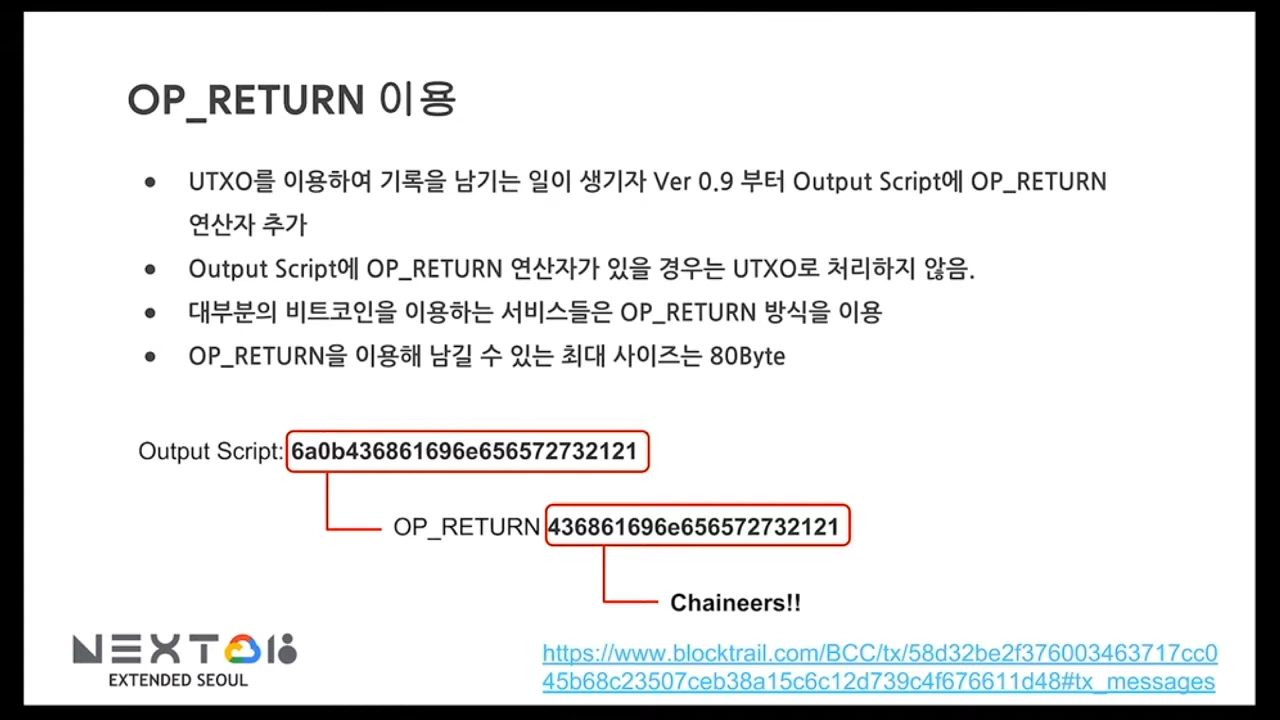 OP_RETURN 이용
● UTXO를 이용하여 기록을 남기는 일이 생기자 Ver 0.9 부터 Output Script에 OP_RETURN
연산자 추가
● Output Script에 OP_RETURN 연산자가 있을 경우는 UTXO로 처리하지 않음.
● 대부분의 비트코인을 이용하는 서비스들은 OP_RETURN 방식을 이용
● OP_RETURN을 이용해 남길 수 있는 최대 사이즈는 80Byte
Output Script: 6a0b436861696e656572732121
OP_RETURN 436861696e656572732121
Chaineers!!
NEXT 18
EXTENDED SEOUL
https://www.blocktrail.com/BCC/tx/58d32be2f376003463717cc0
45b68c23507ceb38a15c6c12d739c4f676611d48#tx_messages